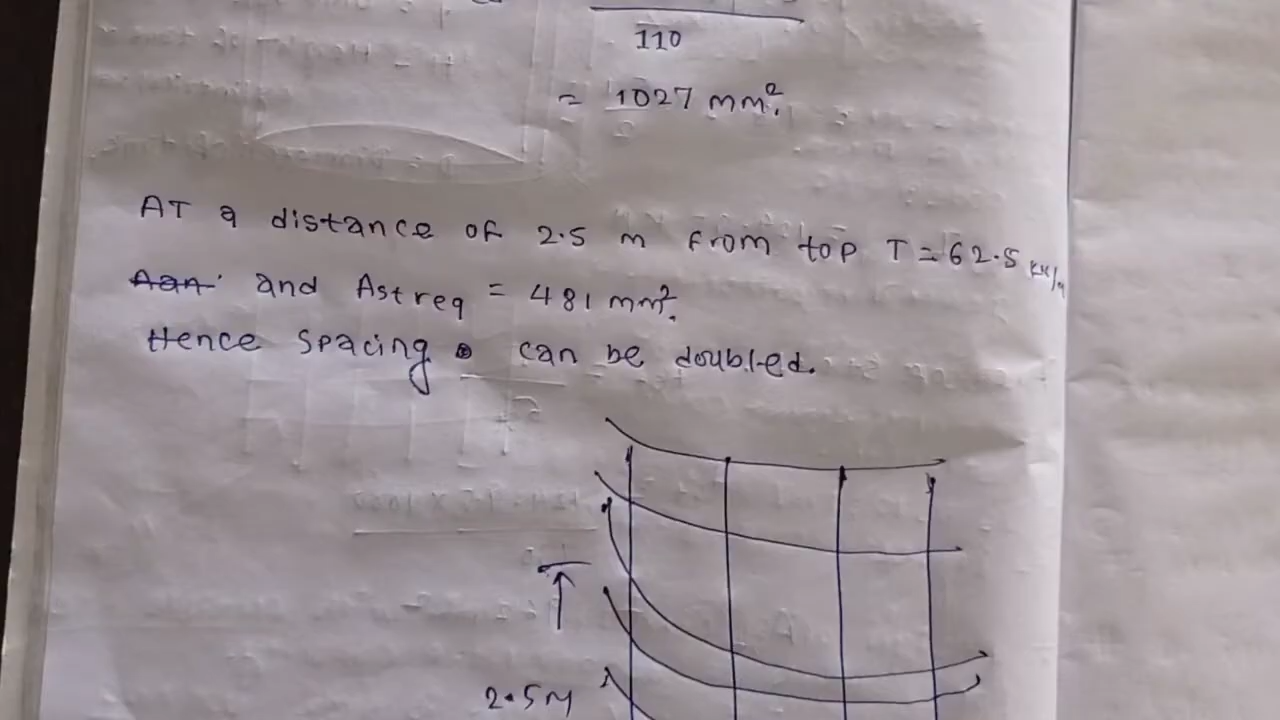 110
= 1027 mm².
AT a distance of 2.5 m from top T = 62.5 KN/m
and Ast req = 481 mm².
Hence Spacing can be doubled.
2.5M